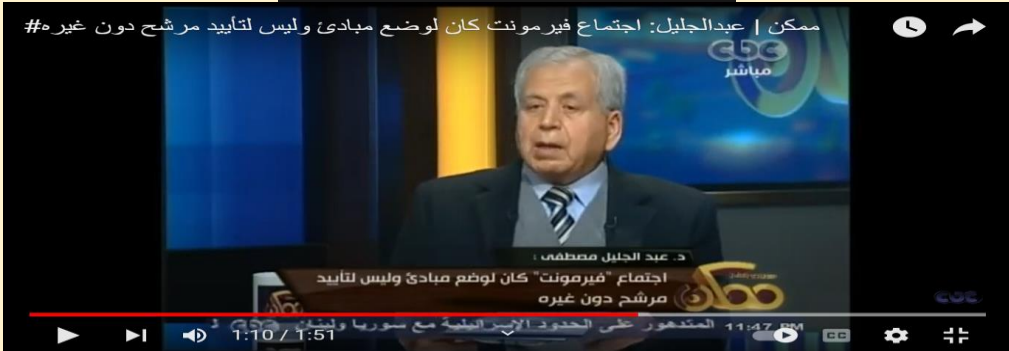 #ممكن | عبدالجليل: اجتماع فيرمونت كان لوضع مبادئ وليس لتأييد مرشح دون غيره
cbc
مباشر
د. عبد الجليل مصطفى :
اجتماع "فيرمونت" كان لوضع مبادئ وليس لتأييد
مرشح دون غيره
ممكن
cbc
11:47 PM المتدهور على الحدود الإسرائيلية مع سوريا ولبنان
1:10 / 1:51
CC